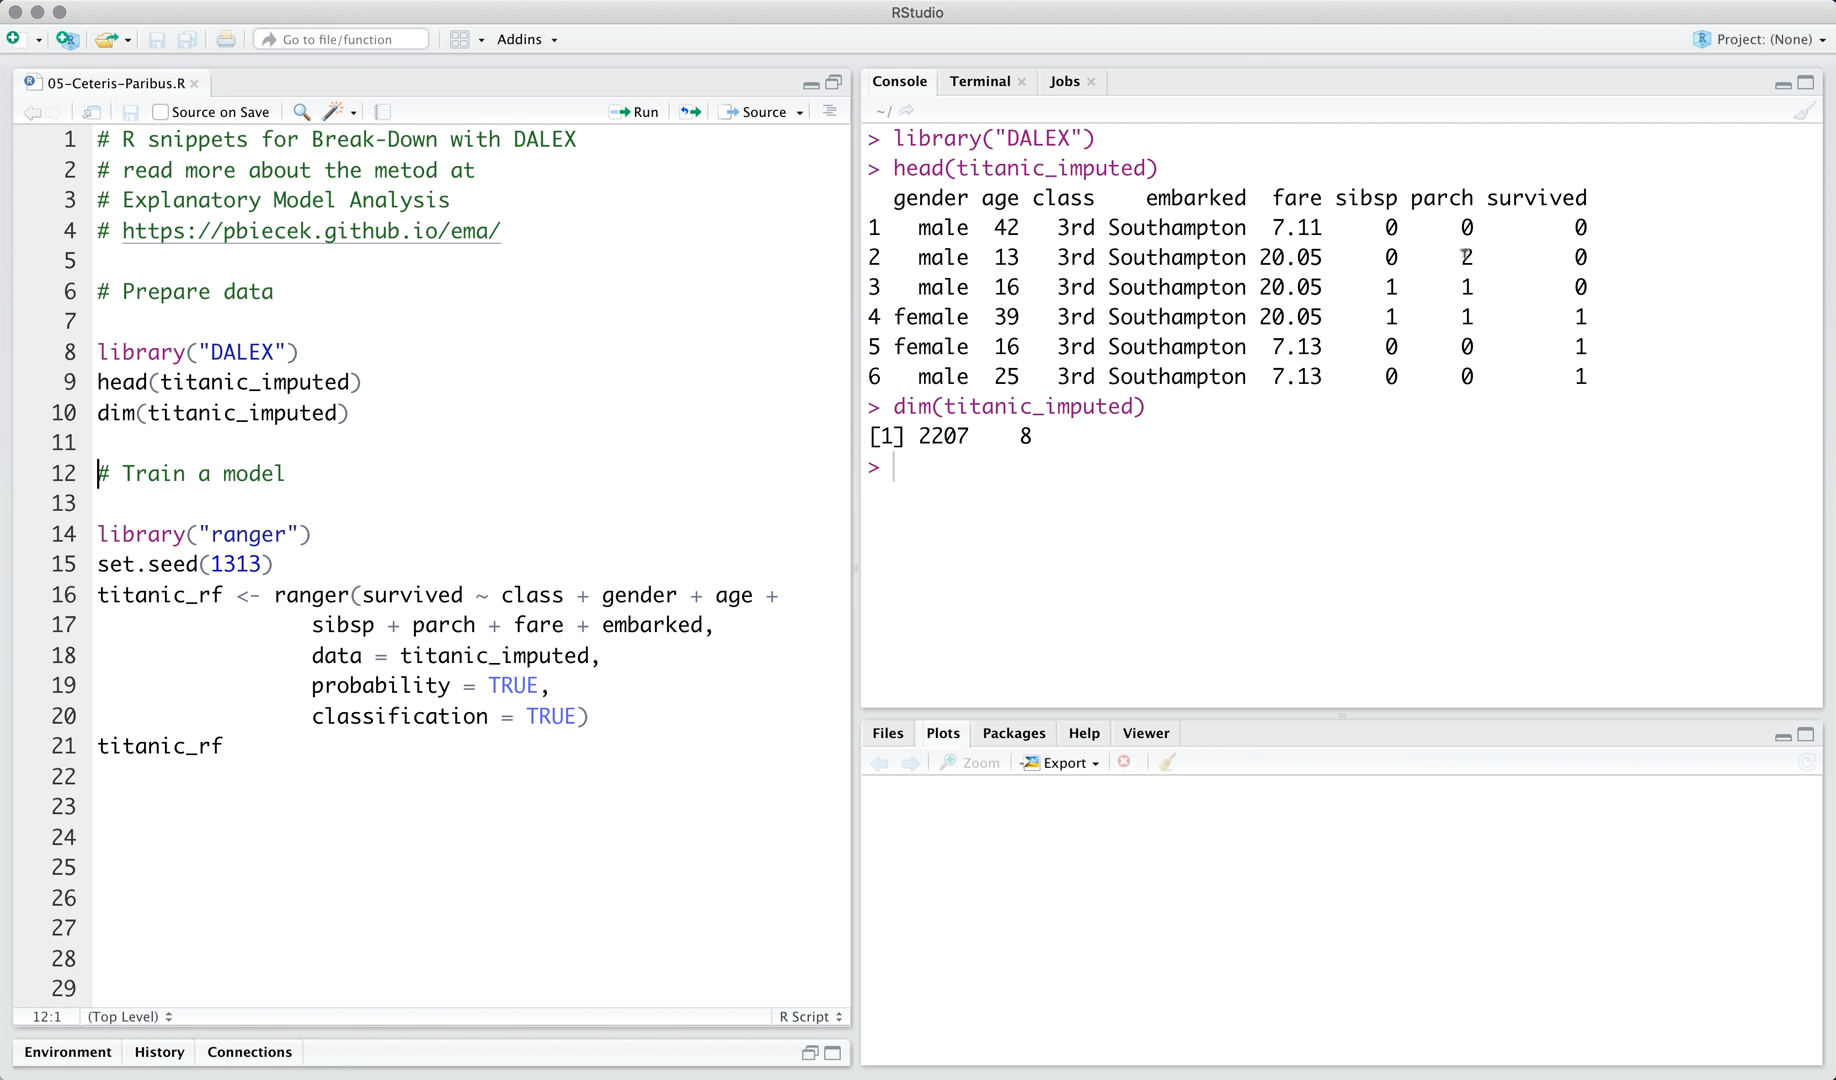 RStudio
Go to file/function
Addins
Project: (None)
05-Ceteris-Paribus.R
Source on Save
Run
Source
1 # R snippets for Break-Down with DALEX
2 # read more about the metod at
3 # Explanatory Model Analysis
4 # https://pbiecek.github.io/ema/
5
6 # Prepare data
7
8 library("DALEX")
9 head(titanic_imputed)
10 dim(titanic_imputed)
11
12 # Train a model
13
14 library("ranger")
15 set.seed(1313)
16 titanic_rf <- ranger(survived ~ class + gender + age +
17 sibsp + parch + fare + embarked,
18 data = titanic_imputed,
19 probability = TRUE,
20 classification = TRUE)
21 titanic_rf
22
23
24
25
26
27
28
29
12:1 (Top Level) R Script
Environment History Connections
Console Terminal Jobs
~/
> library("DALEX")
> head(titanic_imputed)
gender age class embarked fare sibsp parch survived
1 male 42 3rd Southampton 7.11 0 0 0
2 male 13 3rd Southampton 20.05 0 2 0
3 male 16 3rd Southampton 20.05 1 1 0
4 female 39 3rd Southampton 20.05 1 1 1
5 female 16 3rd Southampton 7.13 0 0 1
6 male 25 3rd Southampton 7.13 0 0 1
> dim(titanic_imputed)
[1] 2207 8
>
Files Plots Packages Help Viewer
Zoom Export